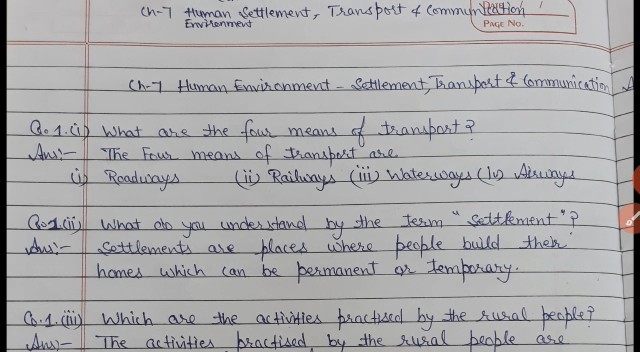 Ch-7 Human Settlement, Transport & Communication
Environment
PAGE No.
Ch-7 Human Environment - Settlement, Transport & Communication
Q.1.(i) What are the four means of transport?
Ans:- The Four means of transport are
(i) Roadways (ii) Railways (iii) Waterways (iv) Airways
Q.1(ii) What do you understand by the term "Settlement"?
Ans:- Settlements are places where people build their
homes which can be permanent or temporary.
Q.1.(iii) Which are the activities practised by the rural people?
Ans:- The activities practised by the rural people are